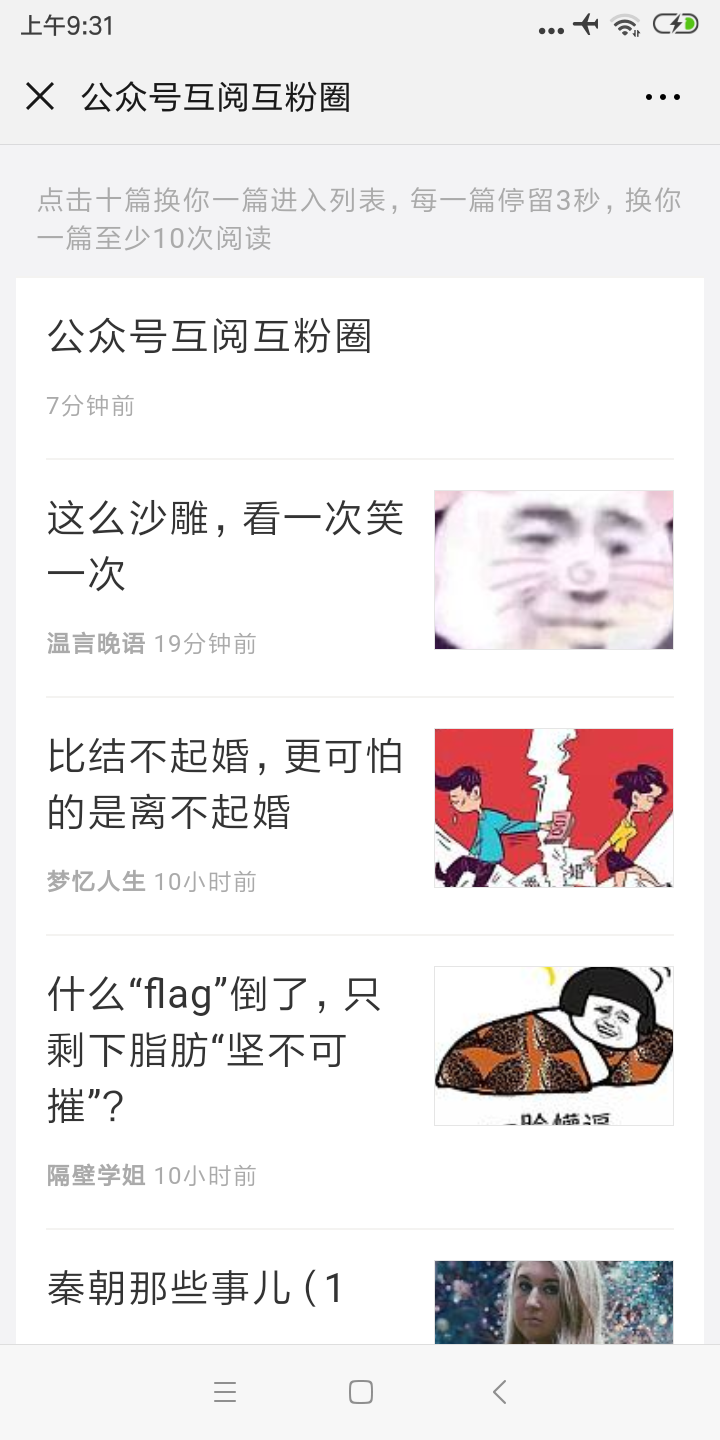 上午9:31
公众号互阅互粉圈
点击十篇换你一篇进入列表，每一篇停留3秒，换你
一篇至少10次阅读
公众号互阅互粉圈
7分钟前
这么沙雕，看一次笑
一次
温言晚语 19分钟前
比结不起婚，更可怕
的是离不起婚
梦忆人生 10小时前
婚
什么“flag”倒了，只
剩下脂肪“坚不可
摧”？
隔壁学姐 10小时前
秦朝那些事儿（1